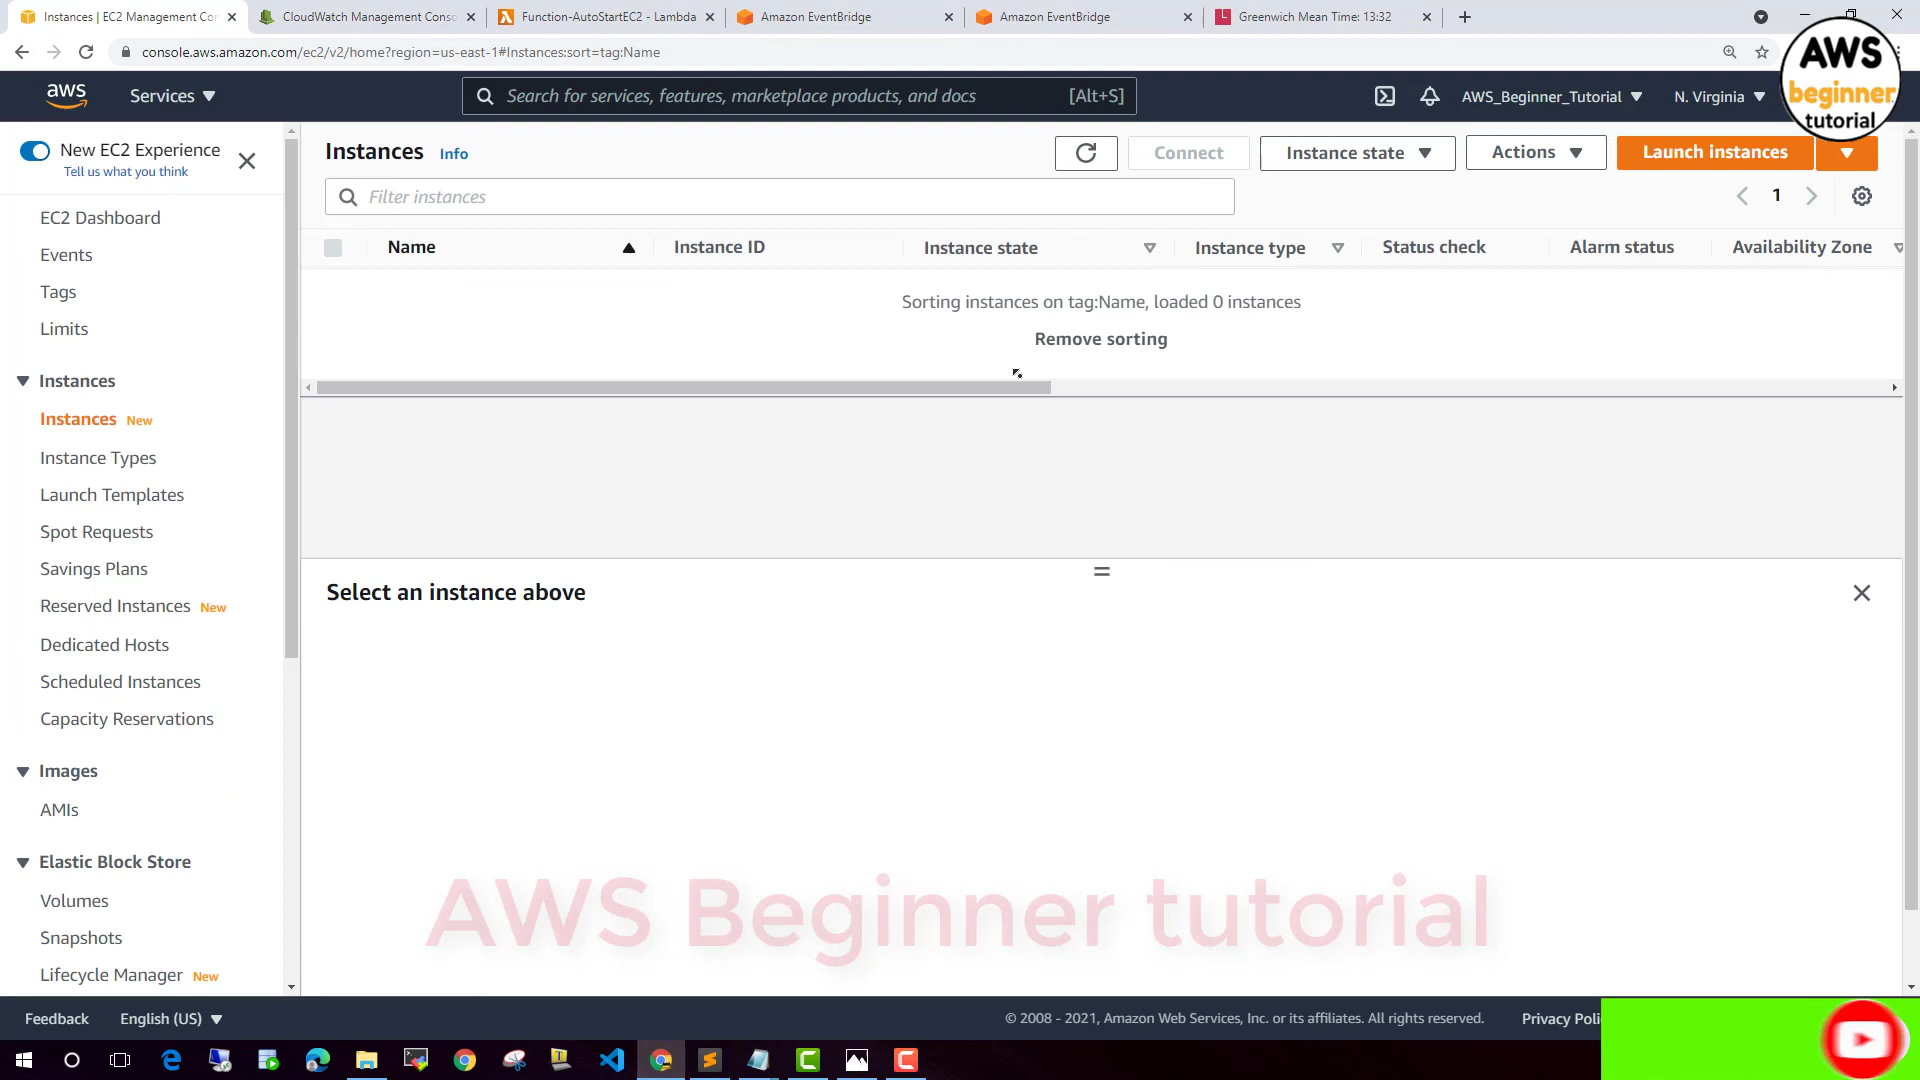 Instances | EC2 Management Cor
CloudWatch Management Conso
Function-AutoStartEC2 - Lambda
Amazon EventBridge
Amazon EventBridge
Greenwich Mean Time: 13:32
console.aws.amazon.com/ec2/v2/home?region=us-east-1#Instances:sort=tag:Name
AWS
beginner
tutorial
aws
Services
Search for services, features, marketplace products, and docs
[Alt+S]
AWS_Beginner_Tutorial
N. Virginia
New EC2 Experience
Tell us what you think
EC2 Dashboard
Events
Tags
Limits
Instances
Instances New
Instance Types
Launch Templates
Spot Requests
Savings Plans
Reserved Instances New
Dedicated Hosts
Scheduled Instances
Capacity Reservations
Images
AMIs
Elastic Block Store
Volumes
Snapshots
Lifecycle Manager New
Instances Info
Connect
Instance state
Actions
Launch instances
Filter instances
1
Name
Instance ID
Instance state
Instance type
Status check
Alarm status
Availability Zone
Sorting instances on tag:Name, loaded 0 instances
Remove sorting
Select an instance above
AWS Beginner tutorial
Feedback
English (US)
© 2008 - 2021, Amazon Web Services, Inc. or its affiliates. All rights reserved.
Privacy Poli